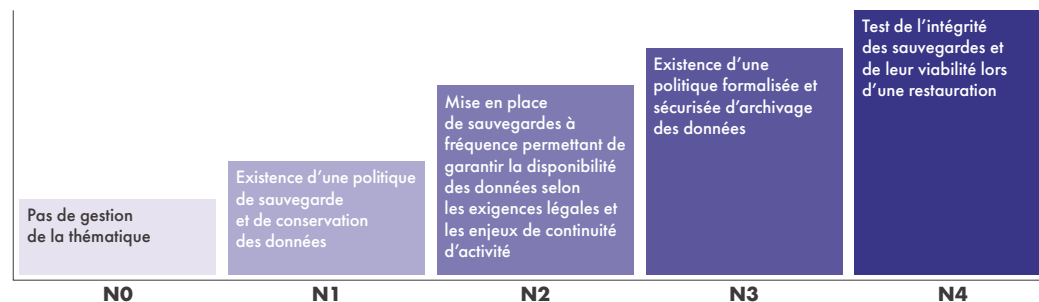 Pas de gestion
de la thématique
Existence d'une politique
de sauvegarde
et de conservation
des données
Mise en place
de sauvegardes à
fréquence permettant de
garantir la disponibilité
des données selon
les exigences légales et
les enjeux de continuité
d'activité
Existence d'une
politique formalisée et
sécurisée d'archivage
des données
Test de l'intégrité
des sauvegardes et
de leur viabilité lors
d'une restauration
N0
N1
N2
N3
N4